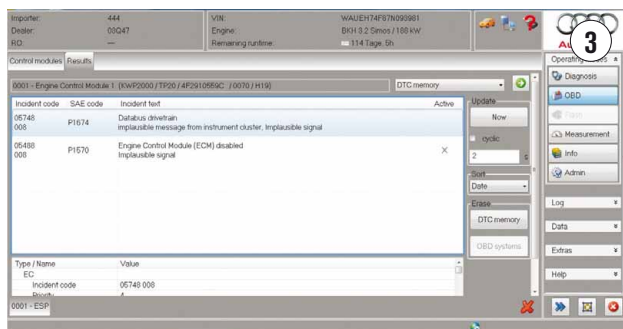 Importer: 444 VIN: WAUEH74F87N093981
Dealer: 09Q47 Engine: BKH 3.2 Simos / 188 kW
RO: --- Remaining runtime: 114 Tage, 5h
3
Control modules Results
Operating
0001 - Engine Control Module 1 (KWP2000 / TP20 / 4F2910559C / 0070 / H19) DTC memory
Diagnosis
Incident code SAE code Incident text Active
Update
OBD
05748 P1674 Databus drivetrain
008 implausible message from instrument cluster, Implausible signal
Now
05488 P1570 Engine Control Module (ECM) disabled X
008 Implausible signal
cyclic
2 s
Measurement
Info
Sort
Date
Admin
Erase
DTC memory
OBD systems
Log
Data
Extras
Help
Type / Name Value
EC
Incident code 05748 008
Priority 4
0001 - ESP